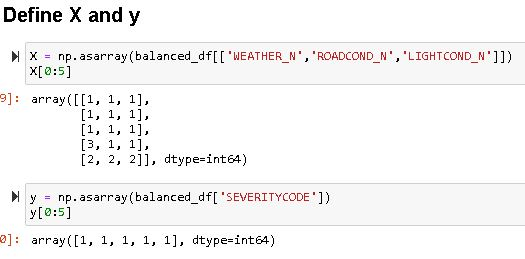 Define X and y
X = np.asarray(balanced_df[['WEATHER_N','ROADCOND_N','LIGHTCOND_N']])
X[0:5]
9]: array([[1, 1, 1],
[1, 1, 1],
[1, 1, 1],
[3, 1, 1],
[2, 2, 2]], dtype=int64)
y = np.asarray(balanced_df['SEVERITYCODE'])
y[0:5]
0]: array([1, 1, 1, 1, 1], dtype=int64)